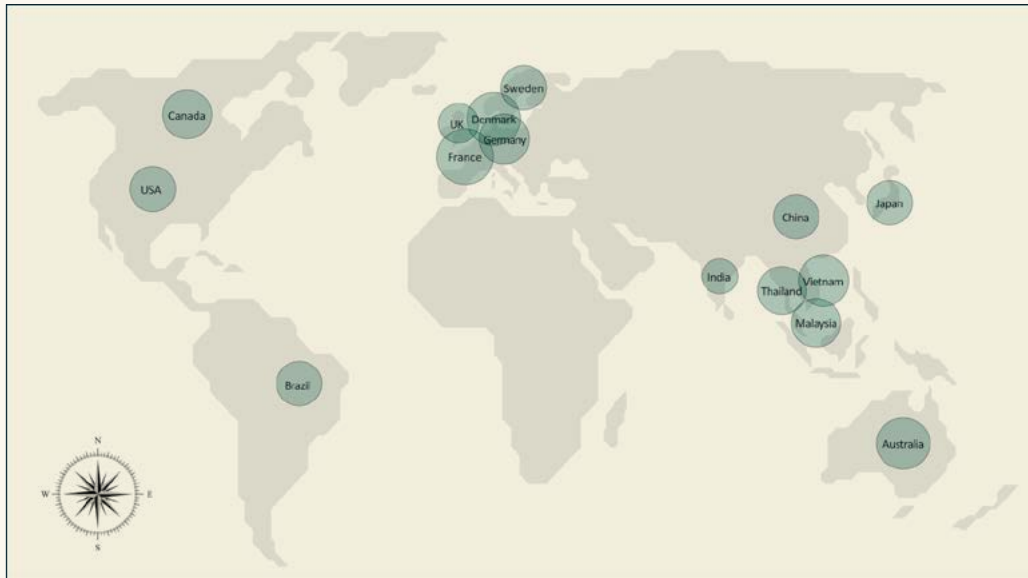 Sweden
Canada
UK
Denmark
Germany
France
USA
Japan
China
India
Vietnam
Thailand
Malaysia
Brazil
Australia
N
W
E
S